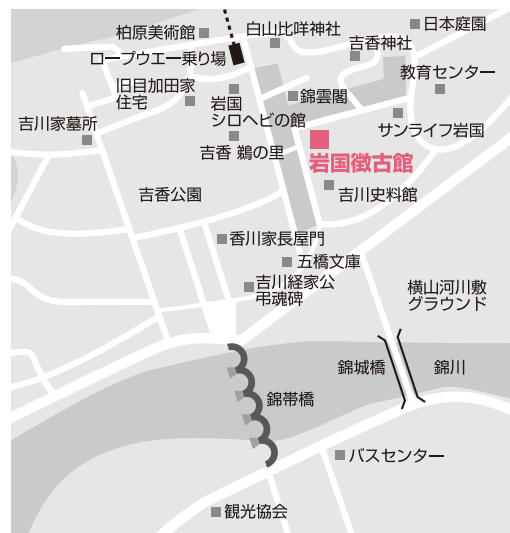 柏原美術館
白山比咩神社
日本庭園
ロープウエー乗り場
吉香神社
教育センター
旧目加田家
住宅
岩国
シロヘビの館
錦雲閣
吉川家墓所
サンライフ岩国
吉香 鵜の里
岩国徴古館
吉香公園
吉川史料館
香川家長屋門
五橋文庫
吉川経家公
弔魂碑
横山河川敷
グラウンド
錦城橋
錦川
錦帯橋
バスセンター
観光協会